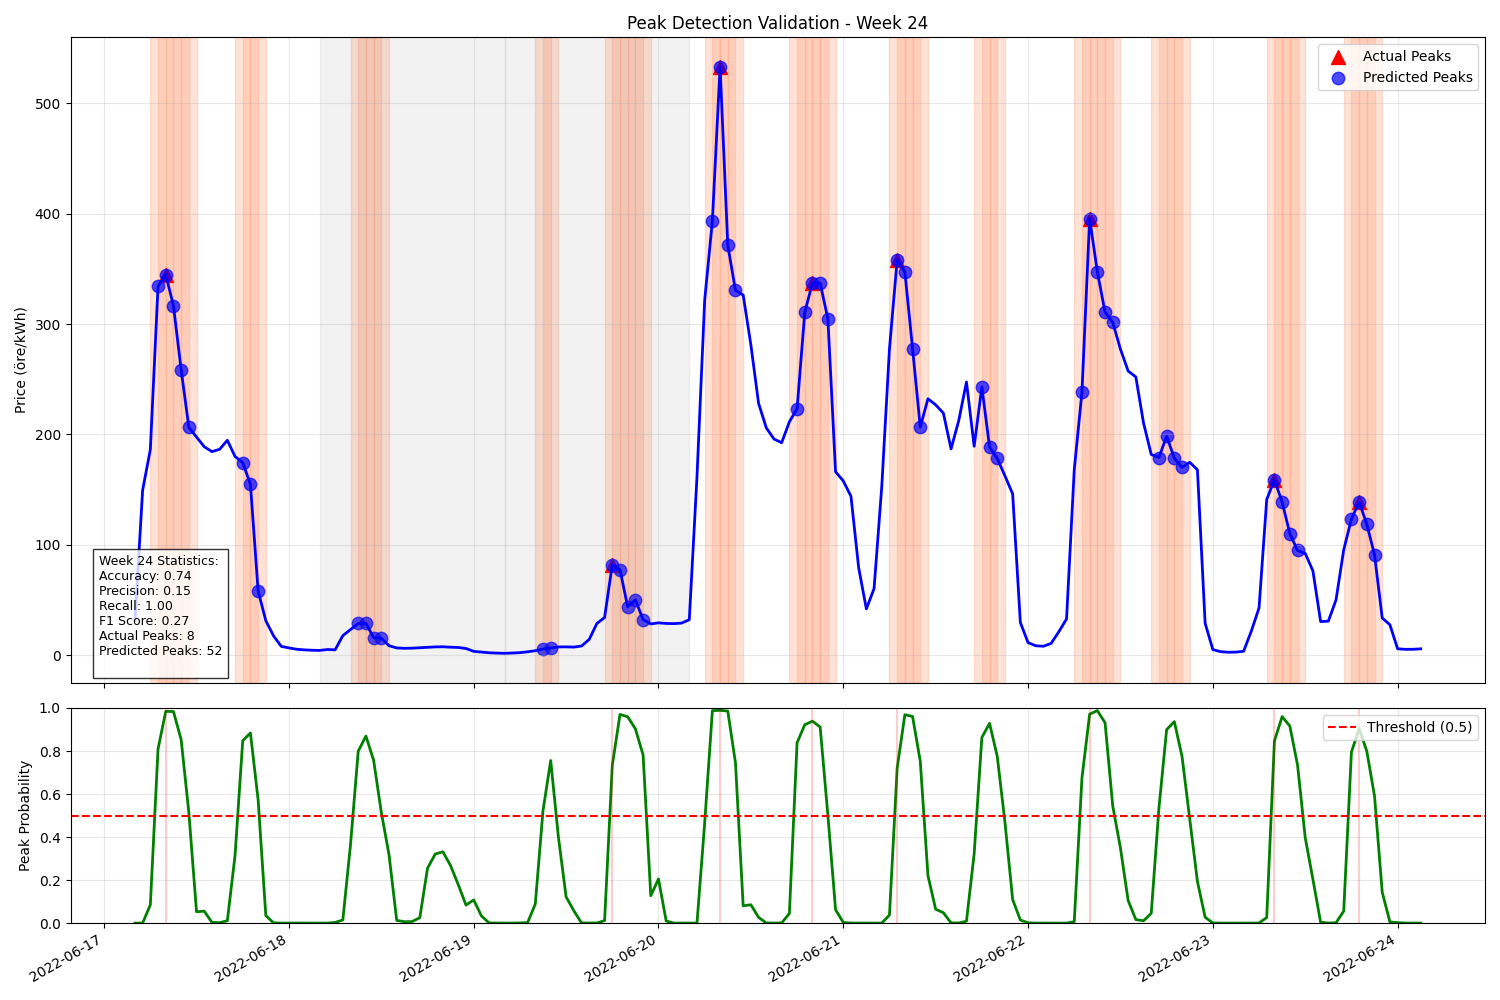 Peak Detection Validation - Week 24
Actual Peaks
Predicted Peaks
Price (öre/kWh)
500
400
300
200
100
0
Week 24 Statistics:
Accuracy: 0.74
Precision: 0.15
Recall: 1.00
F1 Score: 0.27
Actual Peaks: 8
Predicted Peaks: 52
Peak Probability
1.0
0.8
0.6
0.4
0.2
0.0
Threshold (0.5)
2022-06-17
2022-06-18
2022-06-19
2022-06-20
2022-06-21
2022-06-22
2022-06-23
2022-06-24